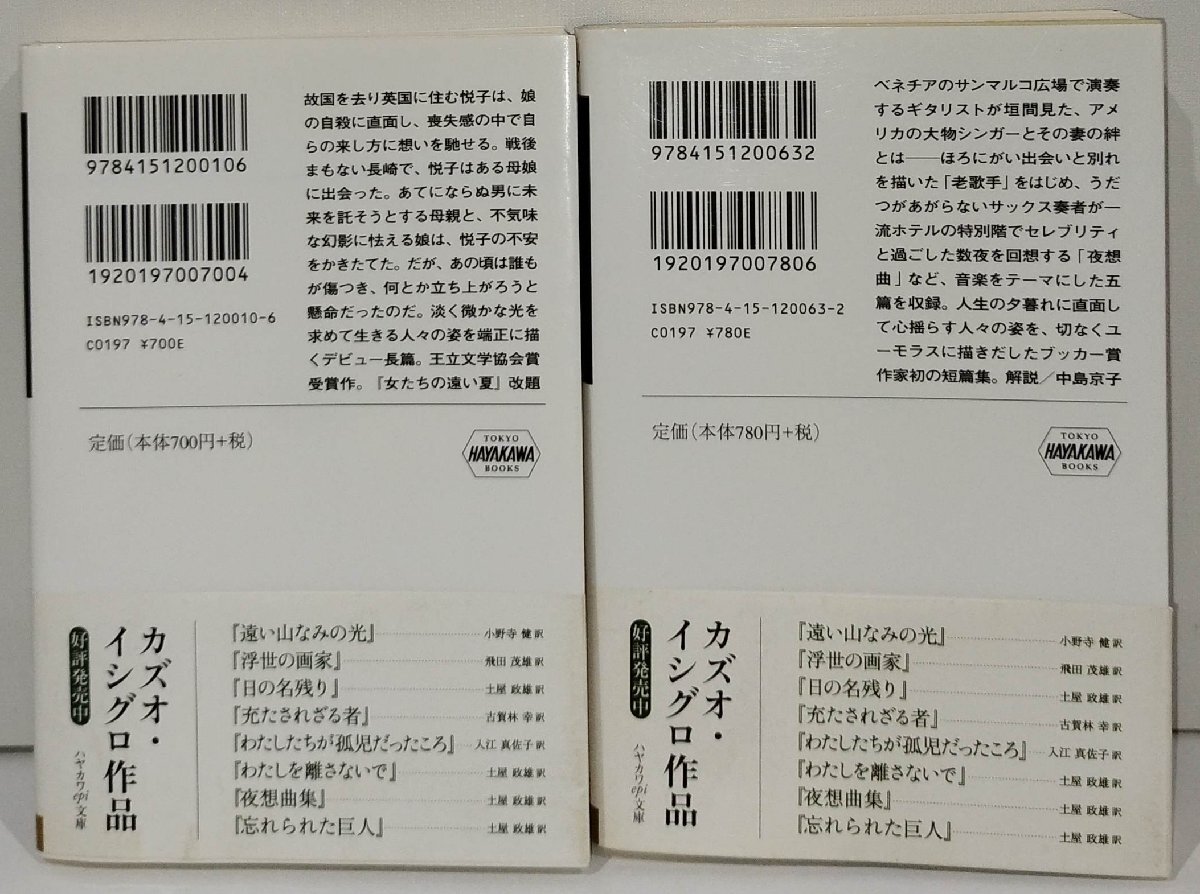 9784151200106
1920197007004
ISBN978-4-15-120010-6
C0197 ¥700E
故国を去り英国に住む悦子は、娘
の自殺に直面し、喪失感の中で自
らの来し方に想いを馳せる。戦後
まもない長崎で、悦子はある母娘
に出会った。あてにならぬ男に未
来を託そうとする母親と、不気味
な幻影に怯える娘は、悦子の不安
をかきたてた。だが、あの頃は誰も
が傷つき、何とか立ち上がろうと
懸命だったのだ。淡く微かな光を
求めて生きる人々の姿を端正に描
くデビュー長篇。王立文学協会賞
受賞作。『女たちの遠い夏』改題
定価(本体700円+税)
TOKYO
HAYAKAWA
BOOKS
カズオ・
イシグロ作品
好評発売中
ハヤカワepi文庫
『遠い山なみの光』 小野寺 健訳
『浮世の画家』 飛田 茂雄訳
『日の名残り』 土屋 政雄訳
『充たされざる者』 古賀林 幸訳
『わたしたちが孤児だったころ』 入江 真佐子訳
『わたしを離さないで』 土屋 政雄訳
『夜想曲集』 土屋 政雄訳
『忘れられた巨人』 土屋 政雄訳
9784151200632
1920197007806
ISBN978-4-15-120063-2
C0197 ¥780E
ベネチアのサンマルコ広場で演奏
するギタリストが垣間見た、アメ
リカの大物シンガーとその妻の絆
とは――ほろにがい出会いと別れ
を描いた「老歌手」をはじめ、うだ
つがあがらないサックス奏者が一
流ホテルの特別階でセレブリティ
と過ごした数夜を回想する「夜想
曲」など、音楽をテーマにした五
篇を収録。人生の夕暮れに直面し
て心揺らす人々の姿を、切なくユ
ーモラスに描きだしたブッカー賞
作家初の短篇集。解説/中島京子
定価(本体780円+税)
TOKYO
HAYAKAWA
BOOKS
カズオ・
イシグロ作品
好評発売中
ハヤカワepi文庫
『遠い山なみの光』 小野寺 健訳
『浮世の画家』 飛田 茂雄訳
『日の名残り』 土屋 政雄訳
『充たされざる者』 古賀林 幸訳
『わたしたちが孤児だったころ』 入江 真佐子訳
『わたしを離さないで』 土屋 政雄訳
『夜想曲集』 土屋 政雄訳
『忘れられた巨人』 土屋 政雄訳